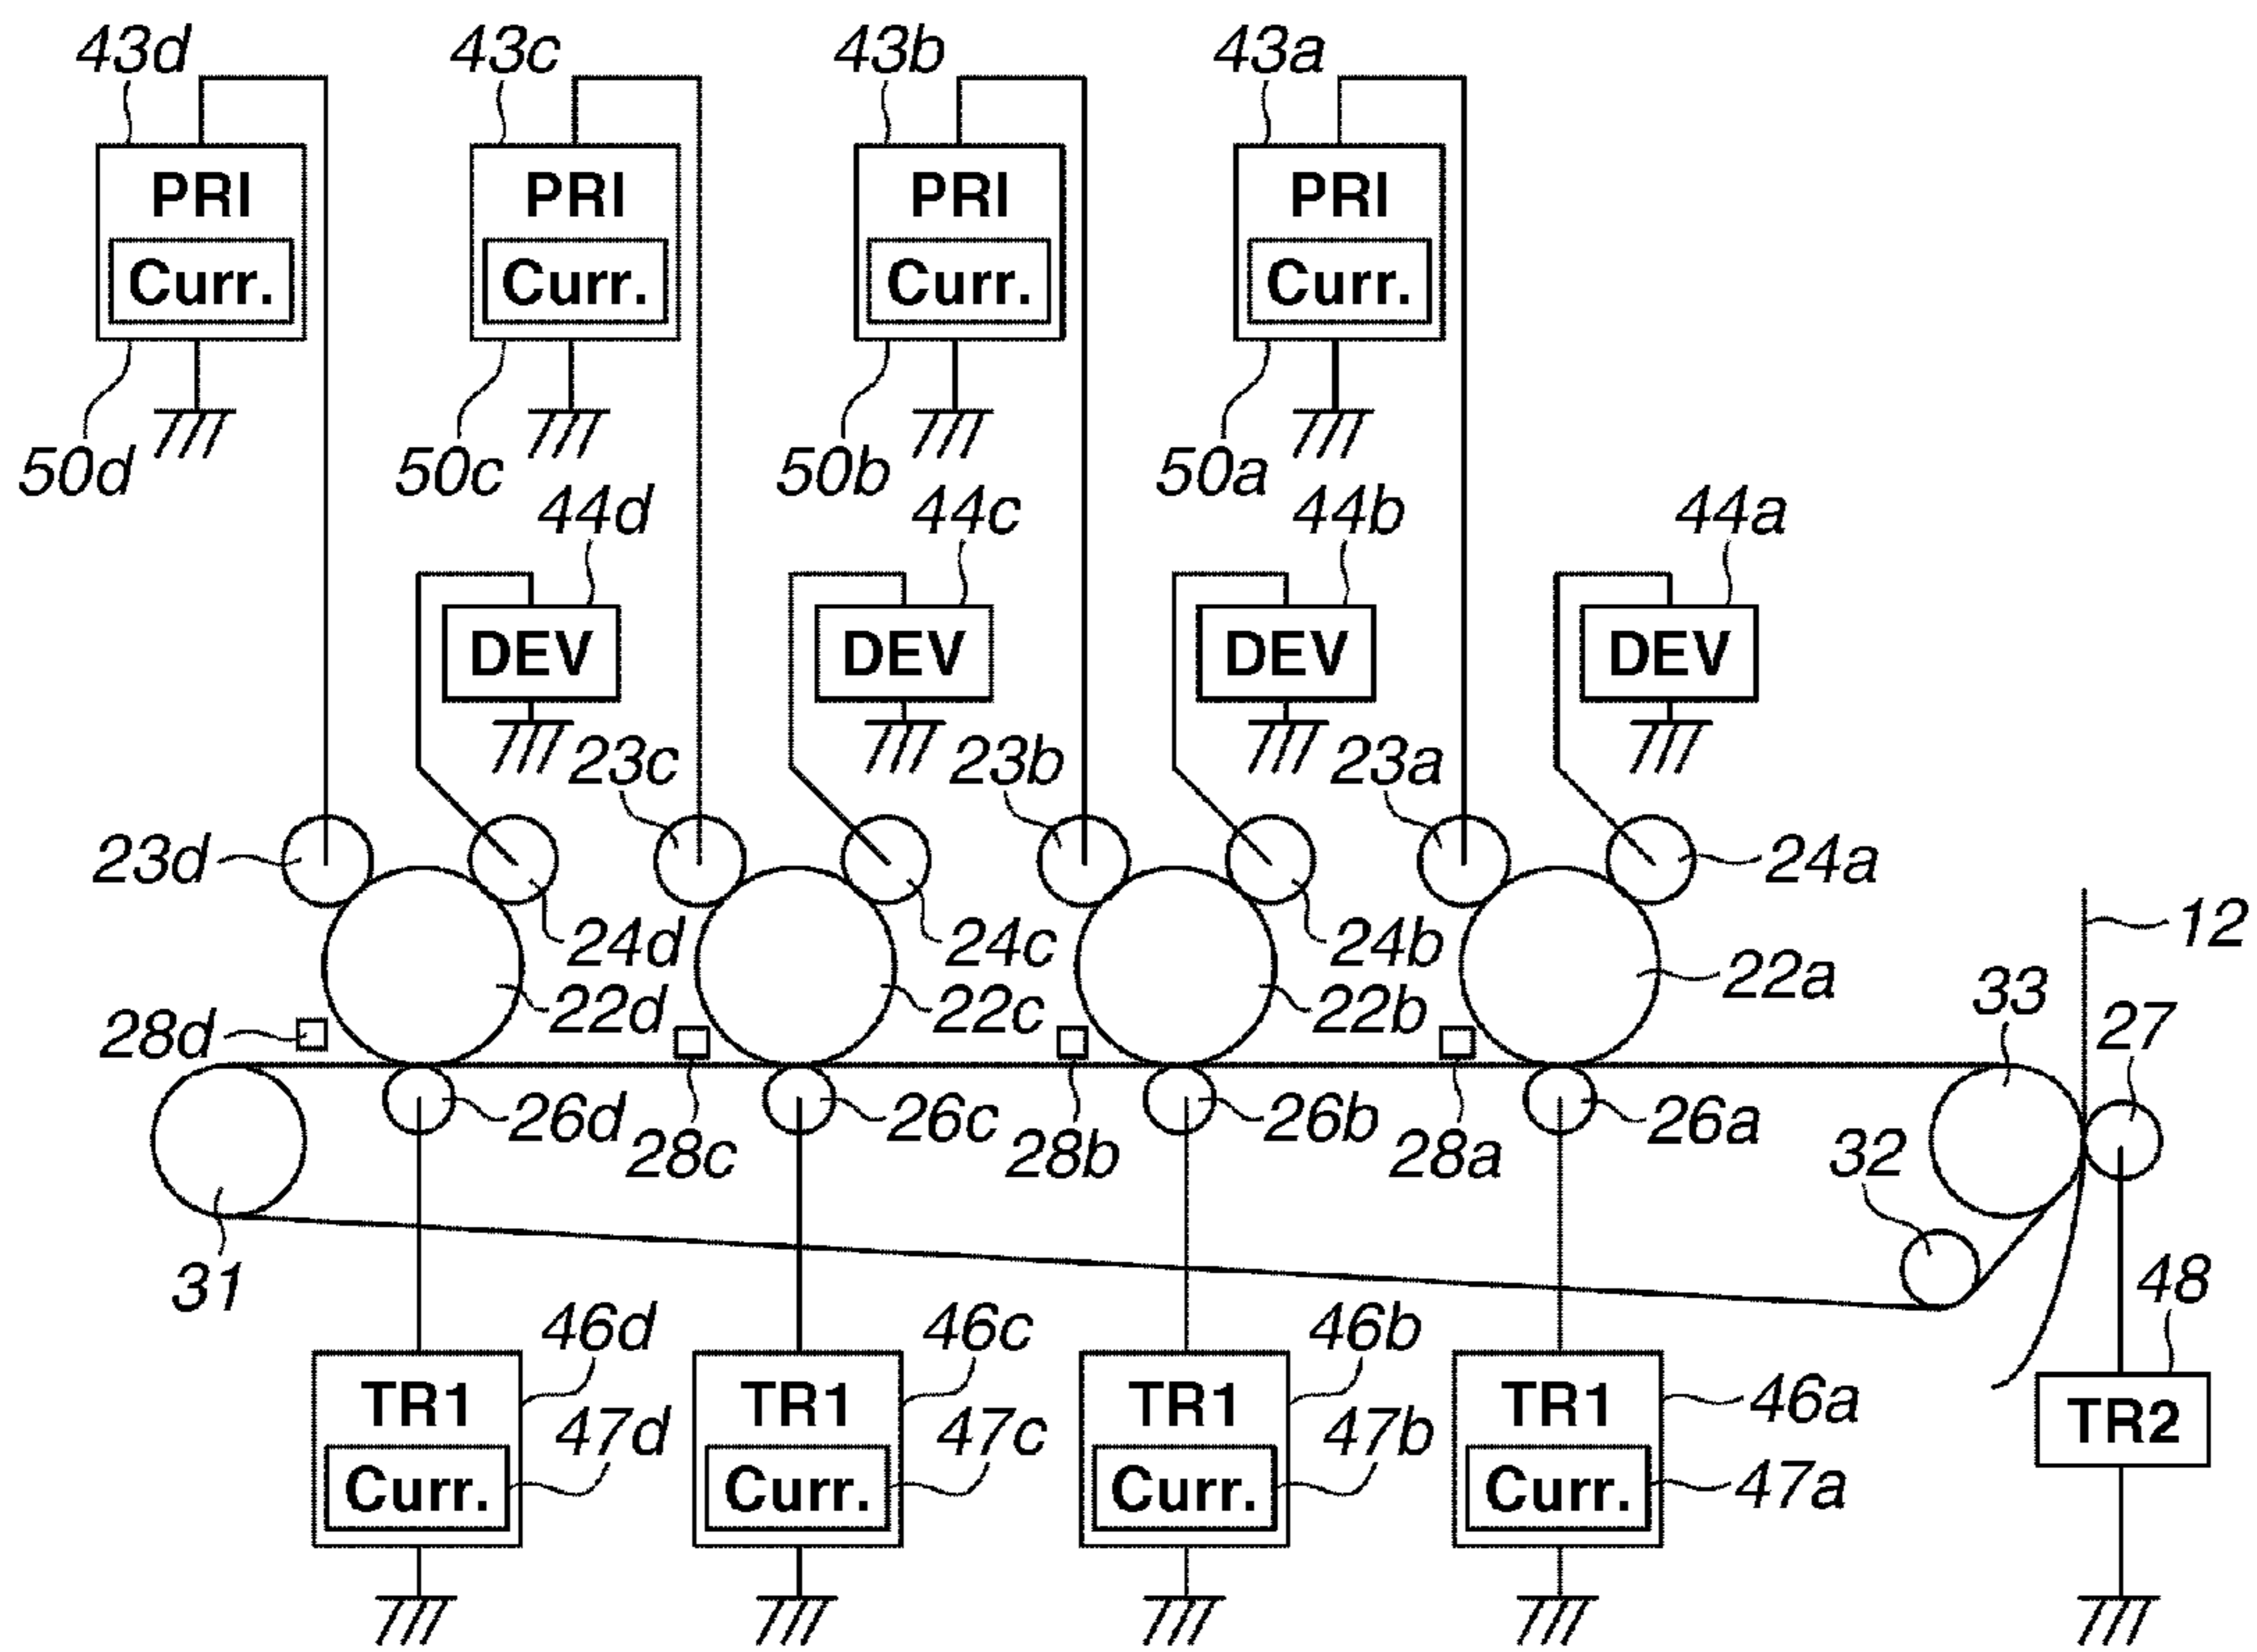 43d 43c 43b 43a
PRI PRI PRI PRI
Curr. Curr. Curr. Curr.
50d 50c 50b 50a
44d 44c 44b 44a
DEV DEV DEV DEV
23c 23b 23a
23d 24a
24d 24c 24b 12
22d 22c 22b 22a 33
28d 27
26d 26c 26b 26a
28c 28b 28a 32
31 48
46d 46c 46b
TR1 TR1 TR1 TR1 46a
47d 47c 47b TR2
Curr. Curr. Curr. Curr. 47a